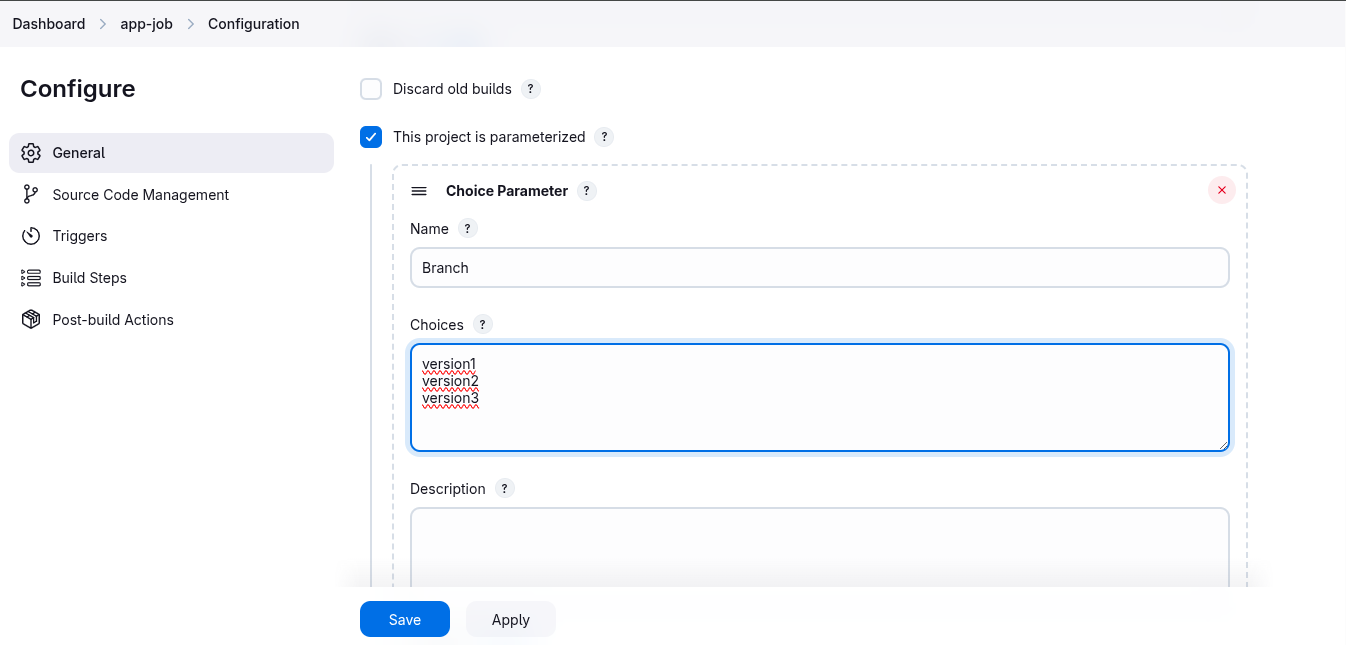 Dashboard > app-job > Configuration
Configure
General
Source Code Management
Triggers
Build Steps
Post-build Actions
Discard old builds ?
This project is parameterized ?
Choice Parameter ?
Name ?
Branch
Choices ?
version1
version2
version3
Description ?
Save Apply